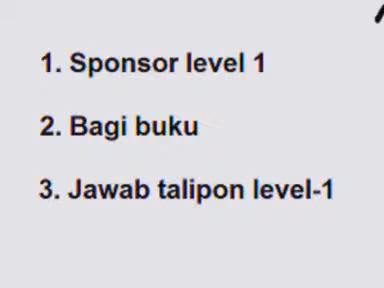 1. Sponsor level 1
2. Bagi buku
3. Jawab talipon level-1